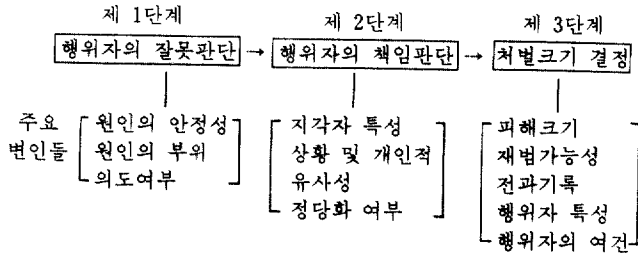 제 1단계 제 2단계 제 3단계
행위자의 잘못판단 → 행위자의 책임판단 → 처벌크기 결정
주요
변인들
원인의 안정성
원인의 부위
의도여부
지각자 특성
상황 및 개인적
유사성
정당화 여부
피해크기
재범가능성
전과기록
행위자 특성
행위자의 여건